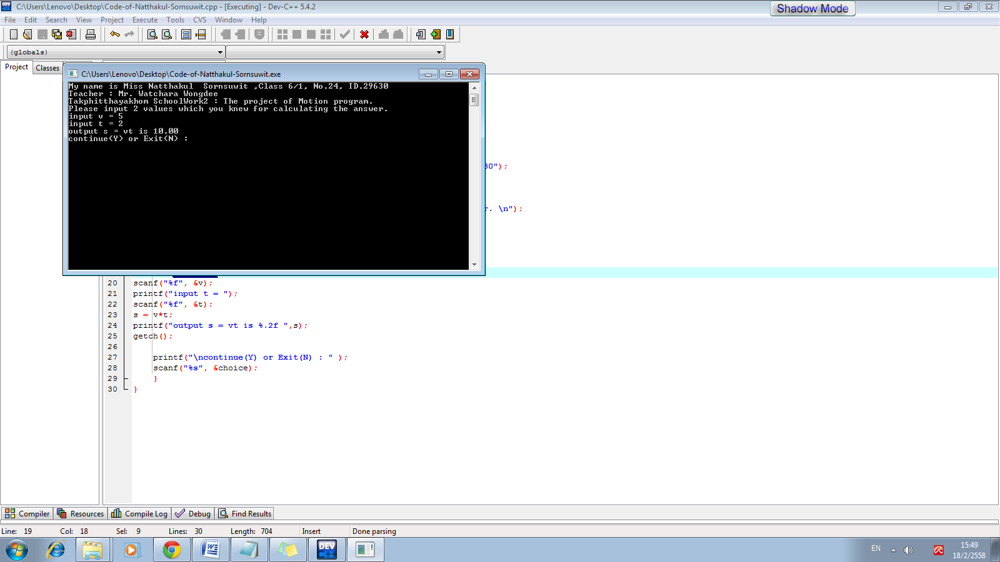 C:\Users\Lenovo\Desktop\Code-of-Natthakul-Sornsuwit.cpp - [Executing] - Dev-C++ 5.4.2
Shadow Mode
File Edit Search View Project Execute Tools CVS Window Help
(globals)
Project Classes
C:\Users\Lenovo\Desktop\Code-of-Natthakul-Sornsuwit.exe
My name is Miss Natthakul  Sornsuwit ,Class 6/1, No.24, ID.29630
Teacher : Mr. Watchara Wongdee
Takphitthayakhom SchoolWork2 : The project of Motion program.
Please input 2 values which you knew for calculating the answer.
input v = 5
input t = 2
output s = vt is 10.00
continue(Y) or Exit(N) :
30");
r. \n");
20 scanf("%f", &v);
21 printf("input t = ");
22 scanf("%f", &t);
23 s = v*t;
24 printf("output s = vt is %.2f ",s);
25 getch();
26
27 printf("\ncontinue(Y) or Exit(N) : " );
28 scanf("%s", &choice);
29 }
30 }
Compiler Resources Compile Log Debug Find Results
Line: 19 Col: 18 Sel: 9 Lines: 30 Length: 704 Insert Done parsing
DEV C++
EN
15:49
18/2/2558